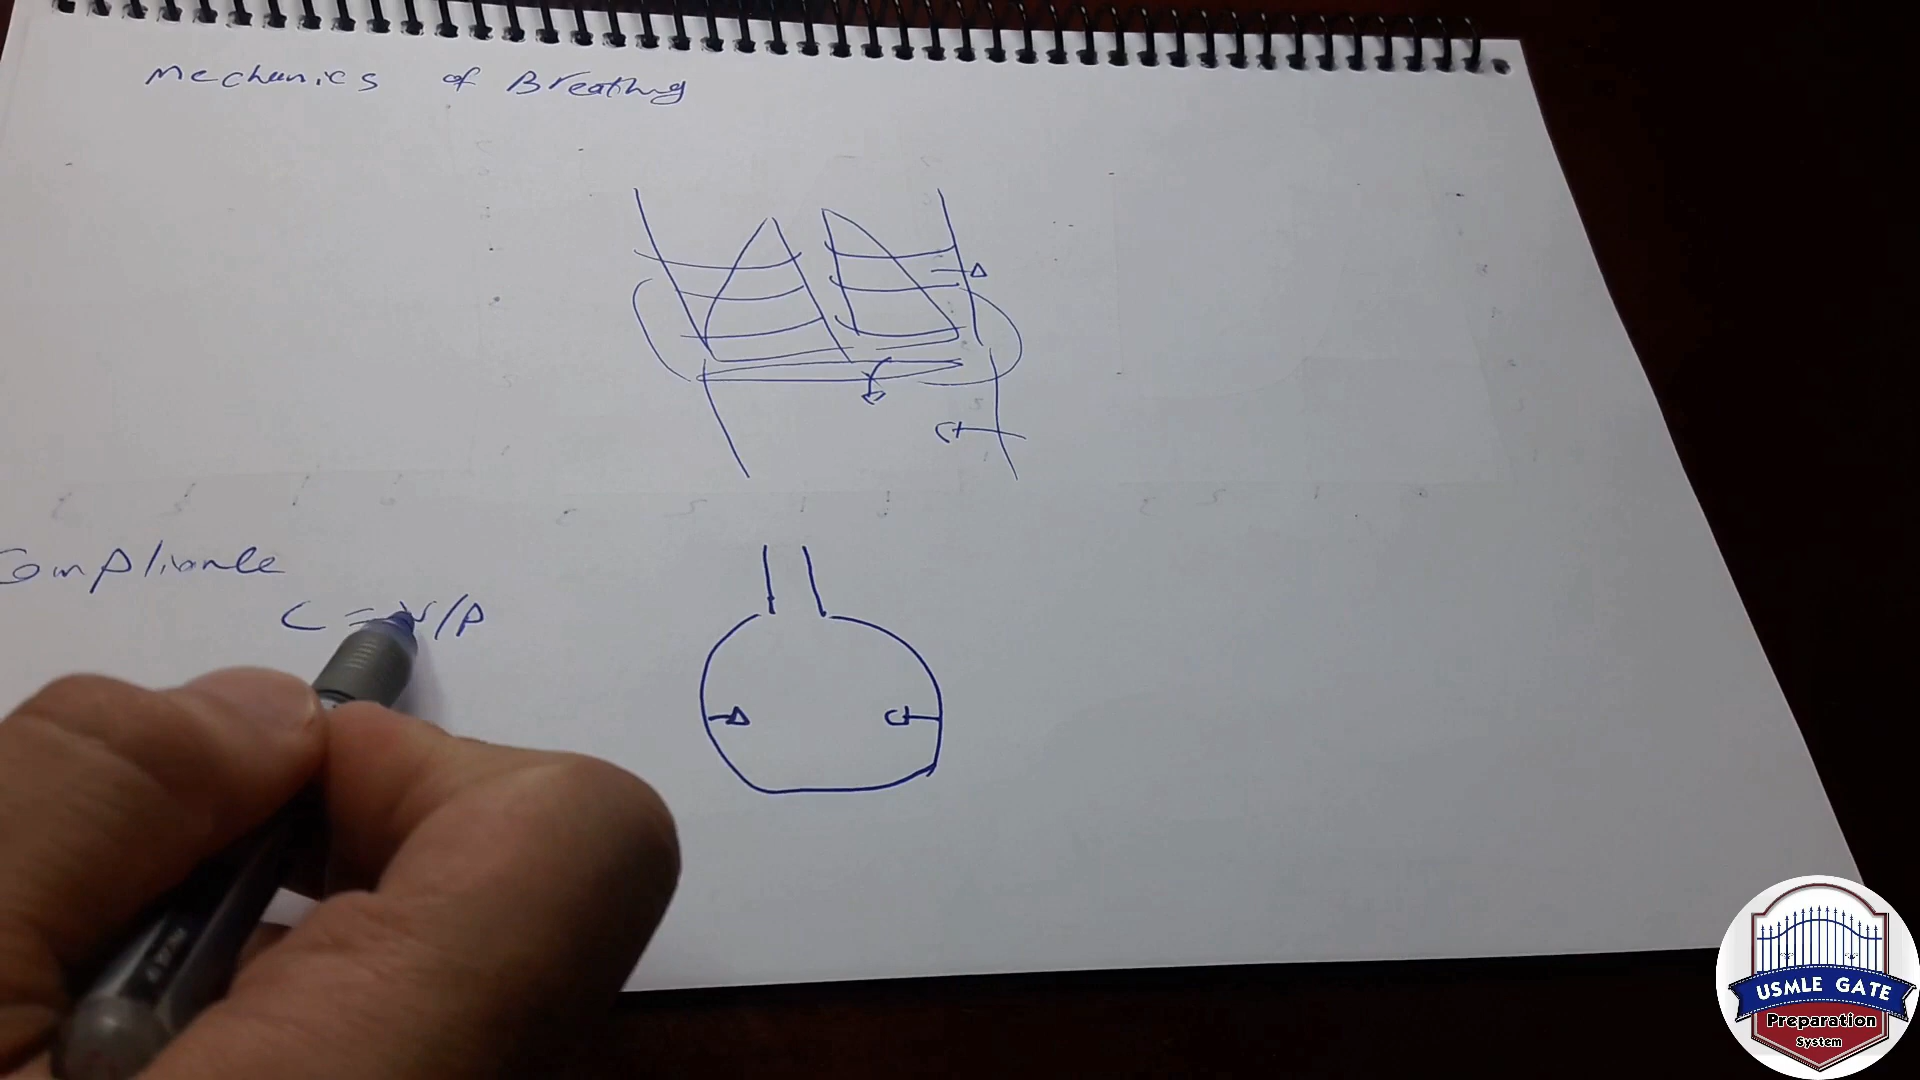 Mechanics of Breathing
Compliance
C = V/P
USMLE GATE
Preparation
System